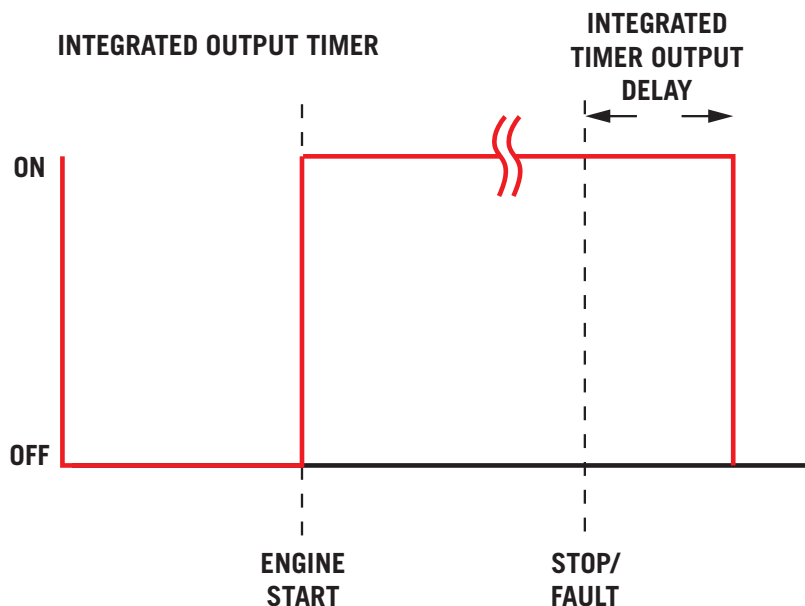 INTEGRATED OUTPUT TIMER
INTEGRATED
TIMER OUTPUT
DELAY
ON
OFF
ENGINE
START
STOP/
FAULT